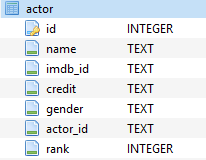 actor
id INTEGER
name TEXT
imdb_id TEXT
credit TEXT
gender TEXT
actor_id TEXT
rank INTEGER